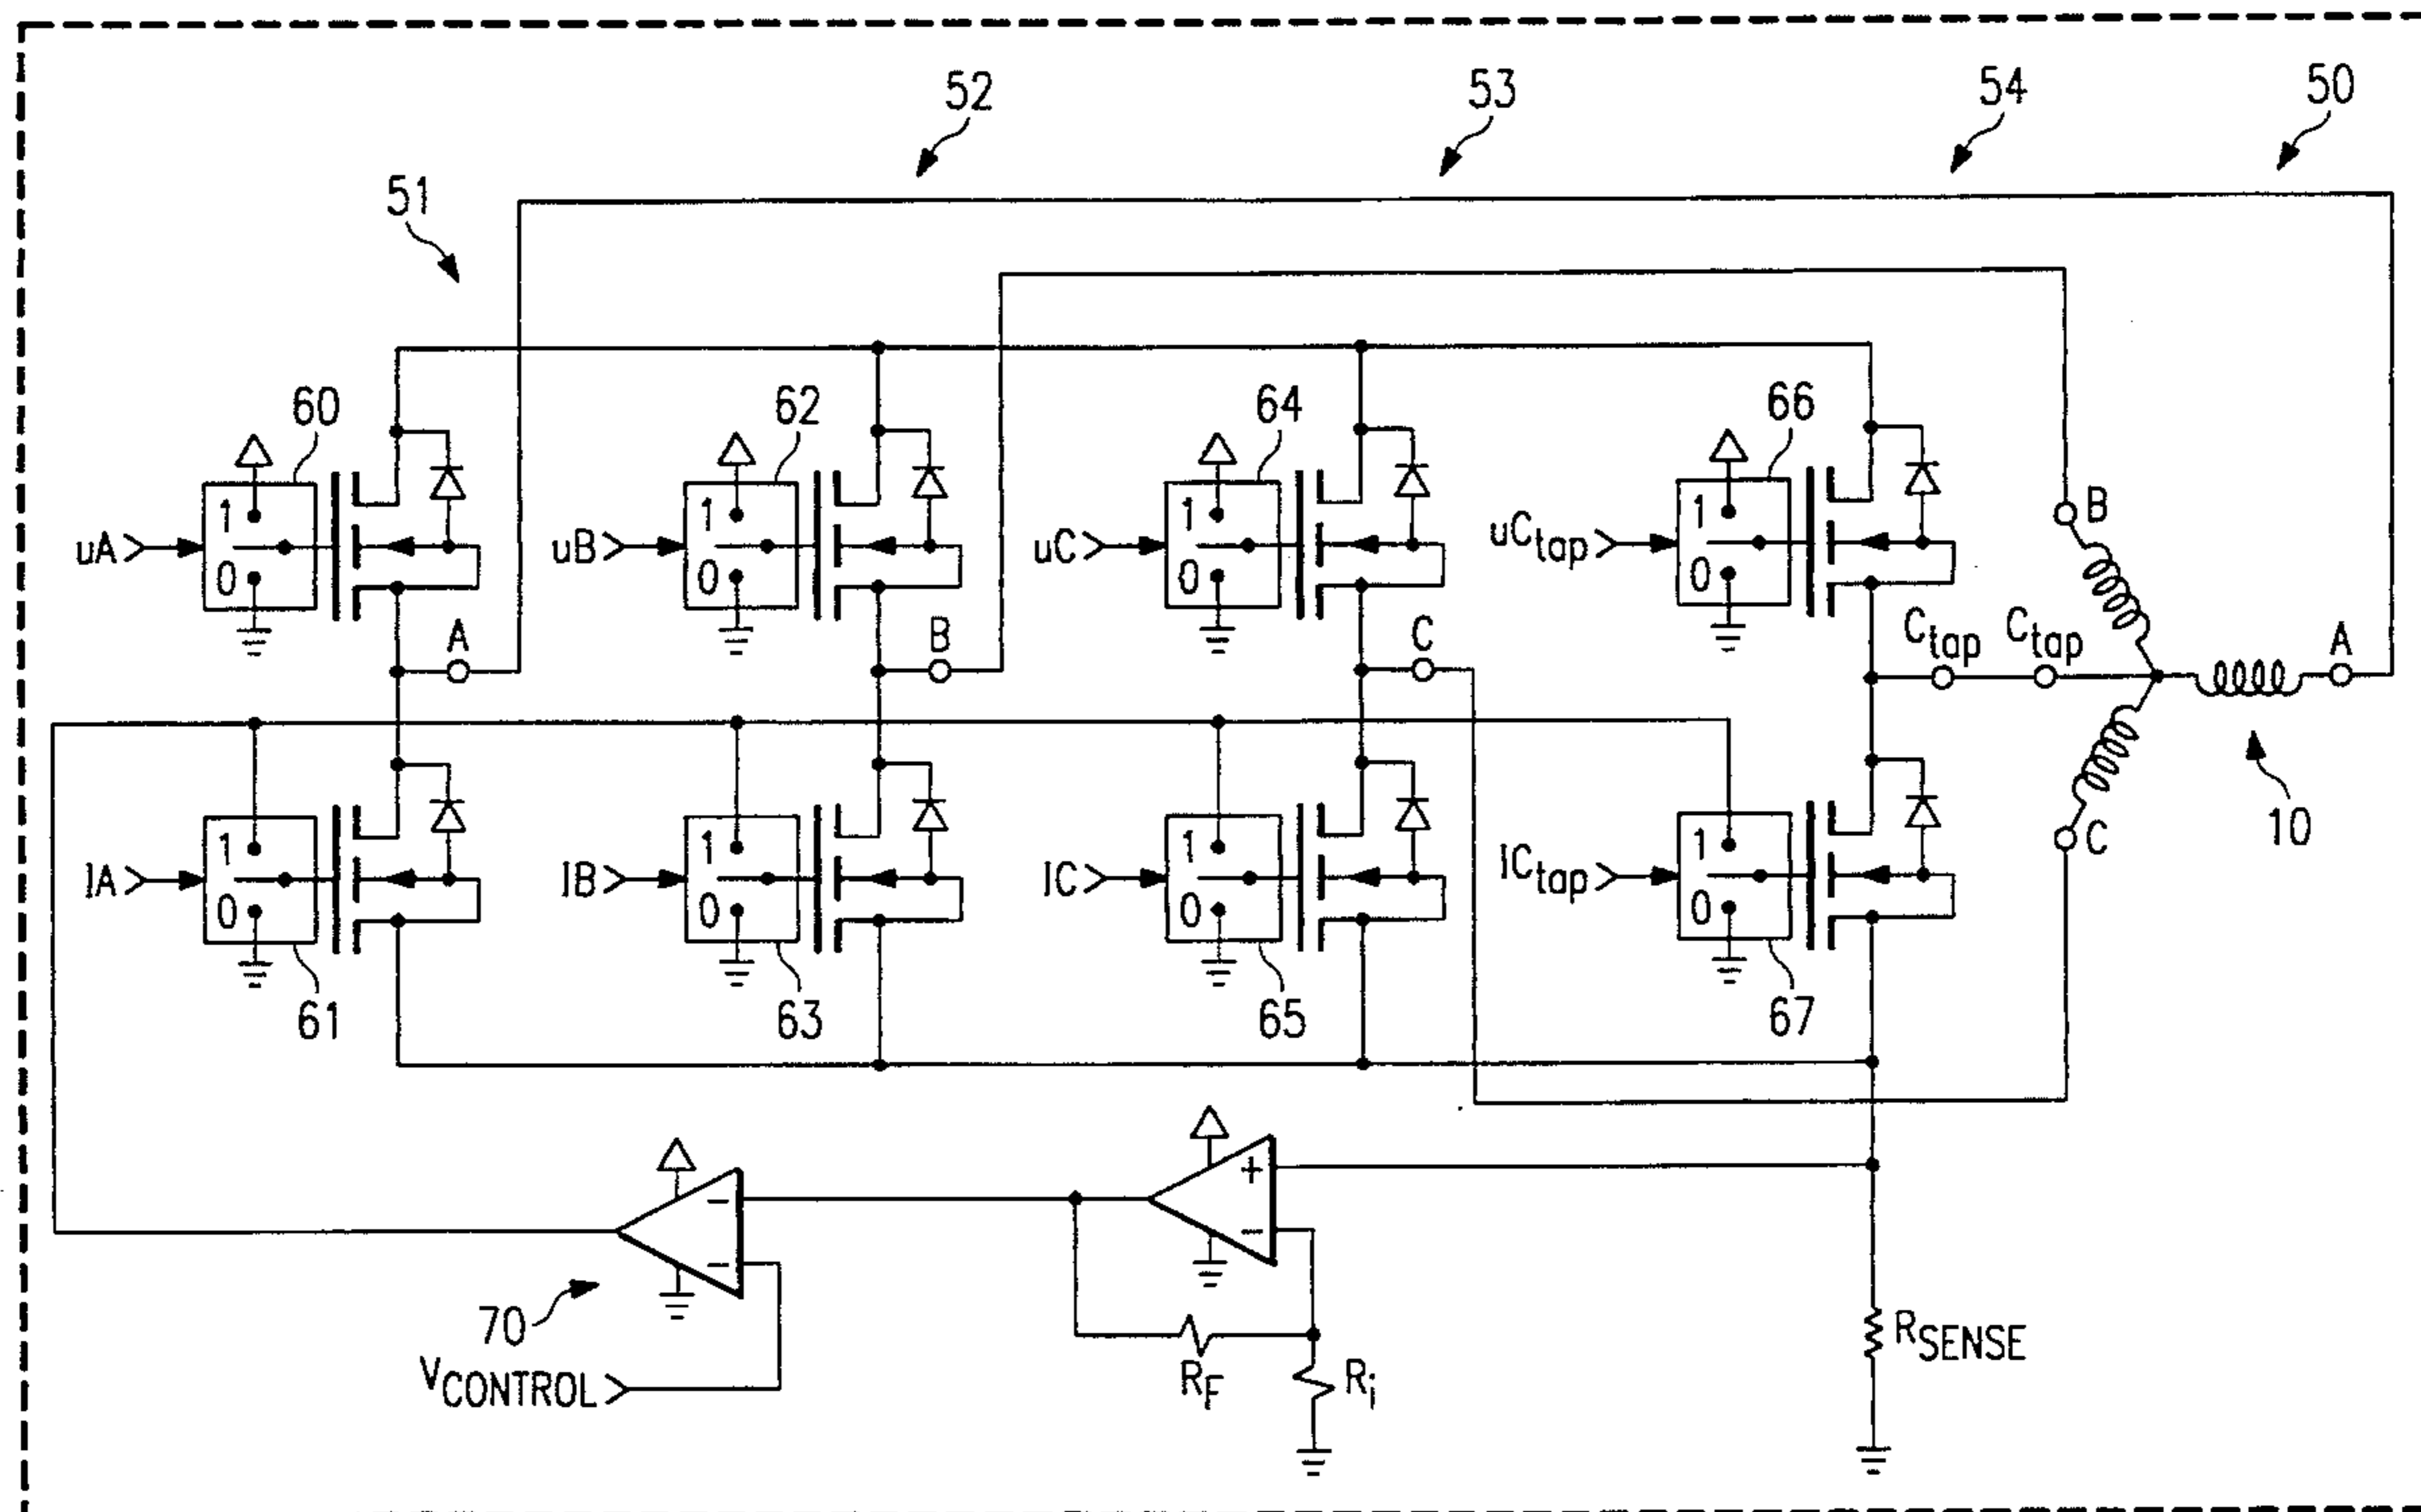 52
53
54
50
51
60
62
64
66
1
1
1
1
uA
uB
uC
uCtap
0
0
0
0
B
A
B
C
Ctap
Ctap
A
1
1
1
1
10
C
lA
lB
lC
lCtap
0
0
0
0
61
63
65
67
+
−
−
−
70
VCONTROL
RF
Ri
RSENSE